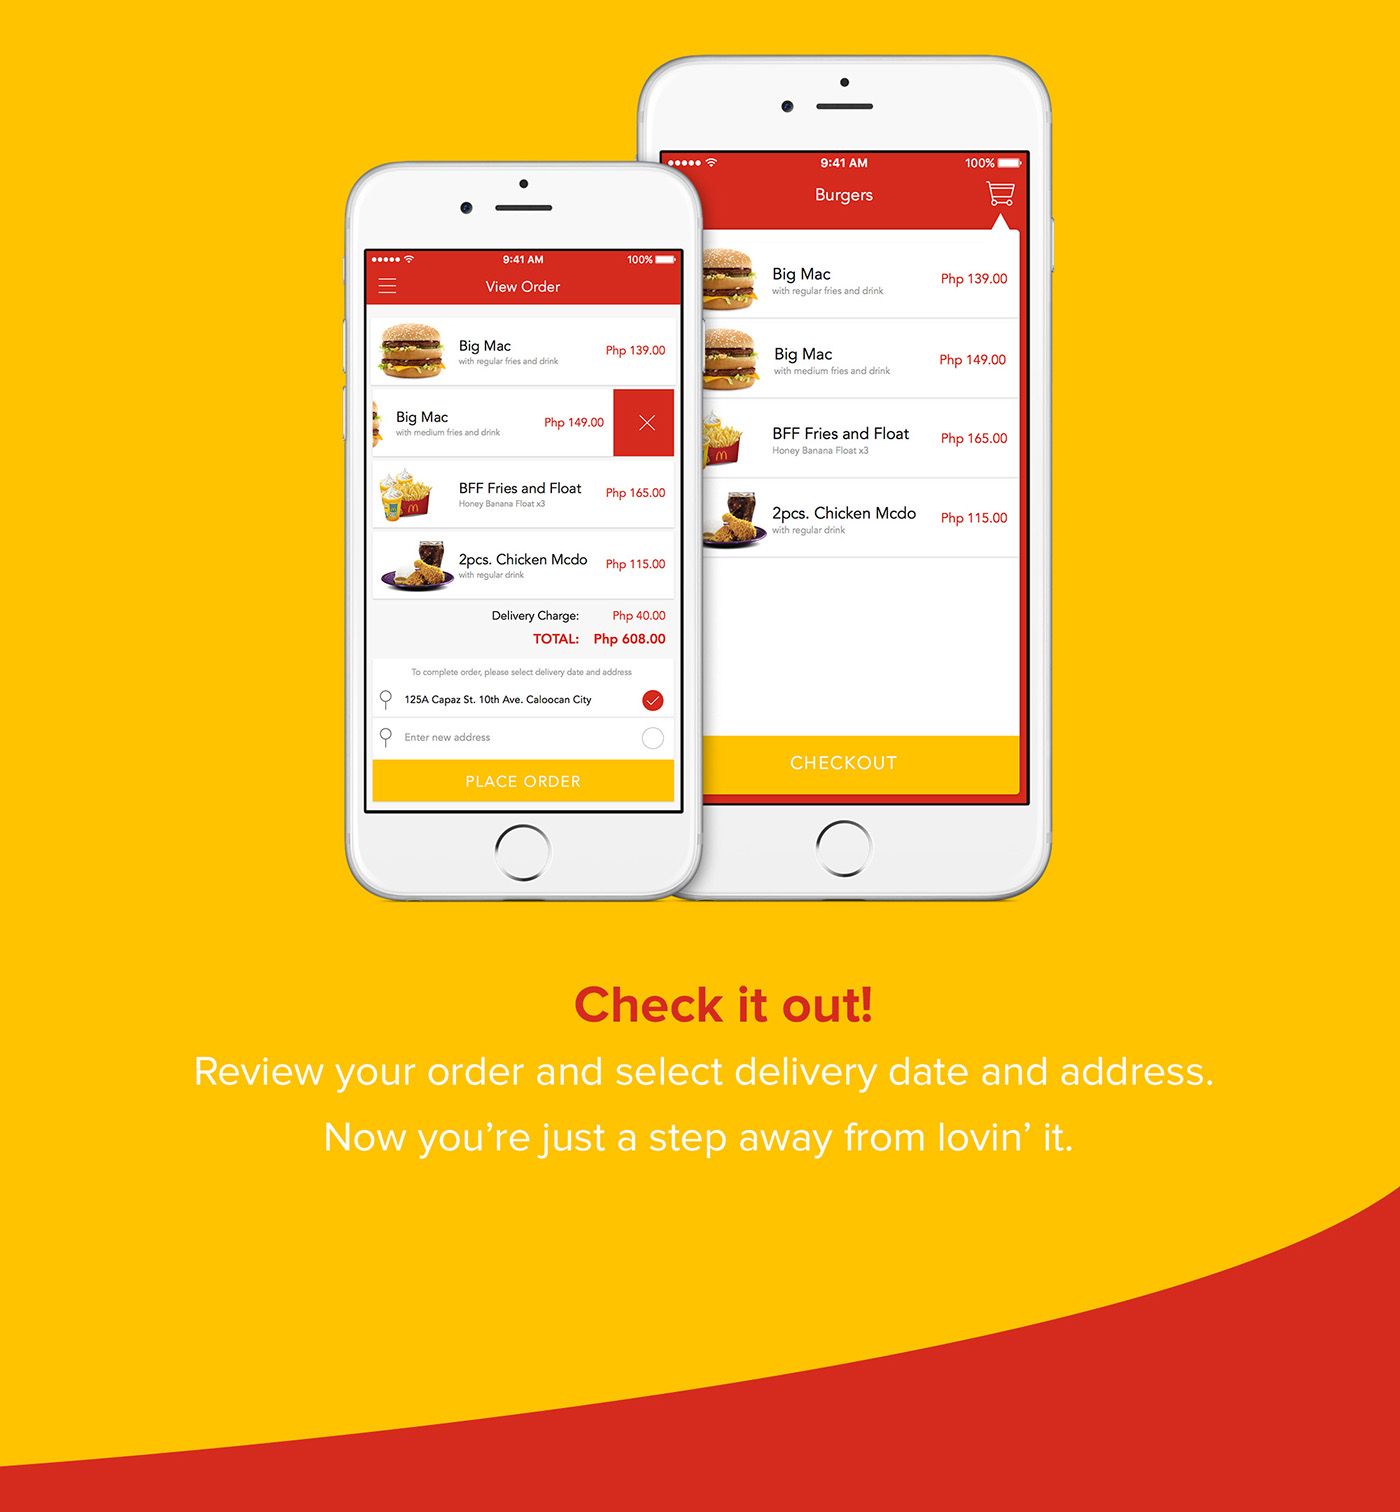 9:41 AM
100%
View Order
Big Mac
with regular fries and drink
Php 139.00
Big Mac
with medium fries and drink
Php 149.00
BFF Fries and Float
Honey Banana Float x3
Php 165.00
2pcs. Chicken Mcdo
with regular drink
Php 115.00
Delivery Charge: Php 40.00
TOTAL: Php 608.00
To complete order, please select delivery date and address
125A Capaz St. 10th Ave. Caloocan City
Enter new address
PLACE ORDER
9:41 AM
100%
Burgers
Big Mac
with regular fries and drink
Php 139.00
Big Mac
with medium fries and drink
Php 149.00
BFF Fries and Float
Honey Banana Float x3
Php 165.00
2pcs. Chicken Mcdo
with regular drink
Php 115.00
CHECKOUT
Check it out!
Review your order and select delivery date and address.
Now you’re just a step away from lovin’ it.